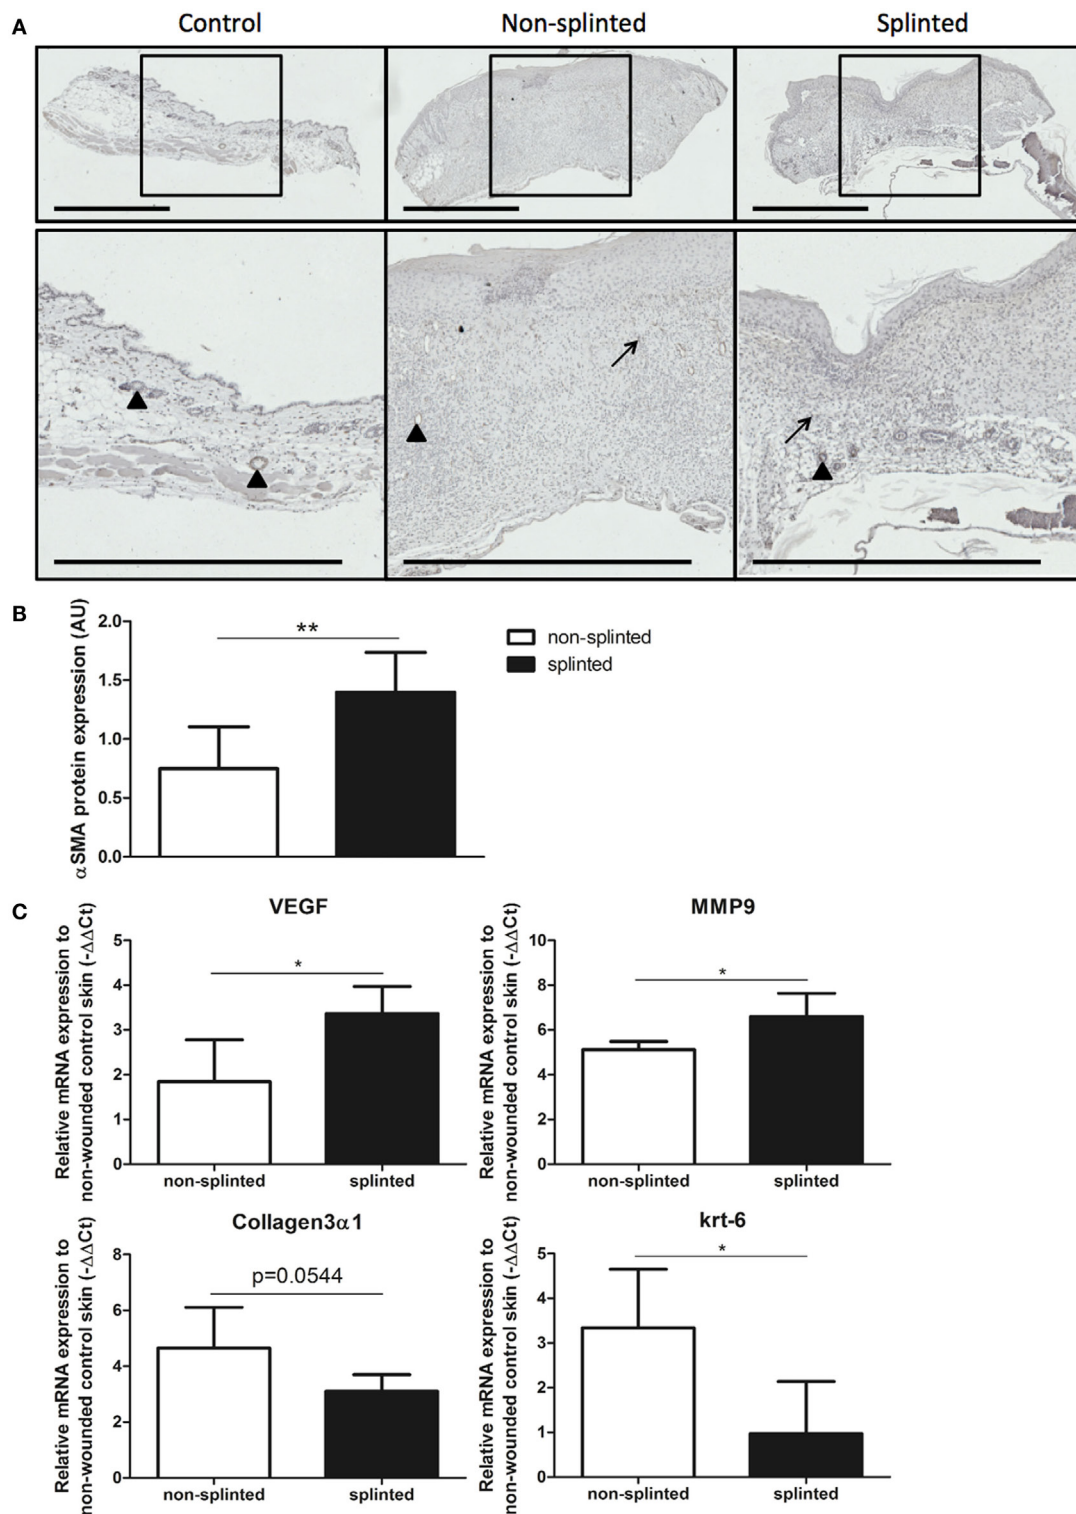 A
Control
Non-splinted
Splinted
B
αSMA protein expression (AU)
2.0
1.5
1.0
0.5
0.0
**
non-splinted
splinted
C
VEGF
Relative mRNA expression to
non-wounded control skin (-ΔΔCt)
5
4
3
2
1
0
*
non-splinted
splinted
MMP9
Relative mRNA expression to
non-wounded control skin (-ΔΔCt)
10
8
6
4
2
0
*
non-splinted
splinted
Collagen3α1
Relative mRNA expression to
non-wounded control skin (-ΔΔCt)
8
6
4
2
0
p=0.0544
non-splinted
splinted
krt-6
Relative mRNA expression to
non-wounded control skin (-ΔΔCt)
5
4
3
2
1
0
*
non-splinted
splinted